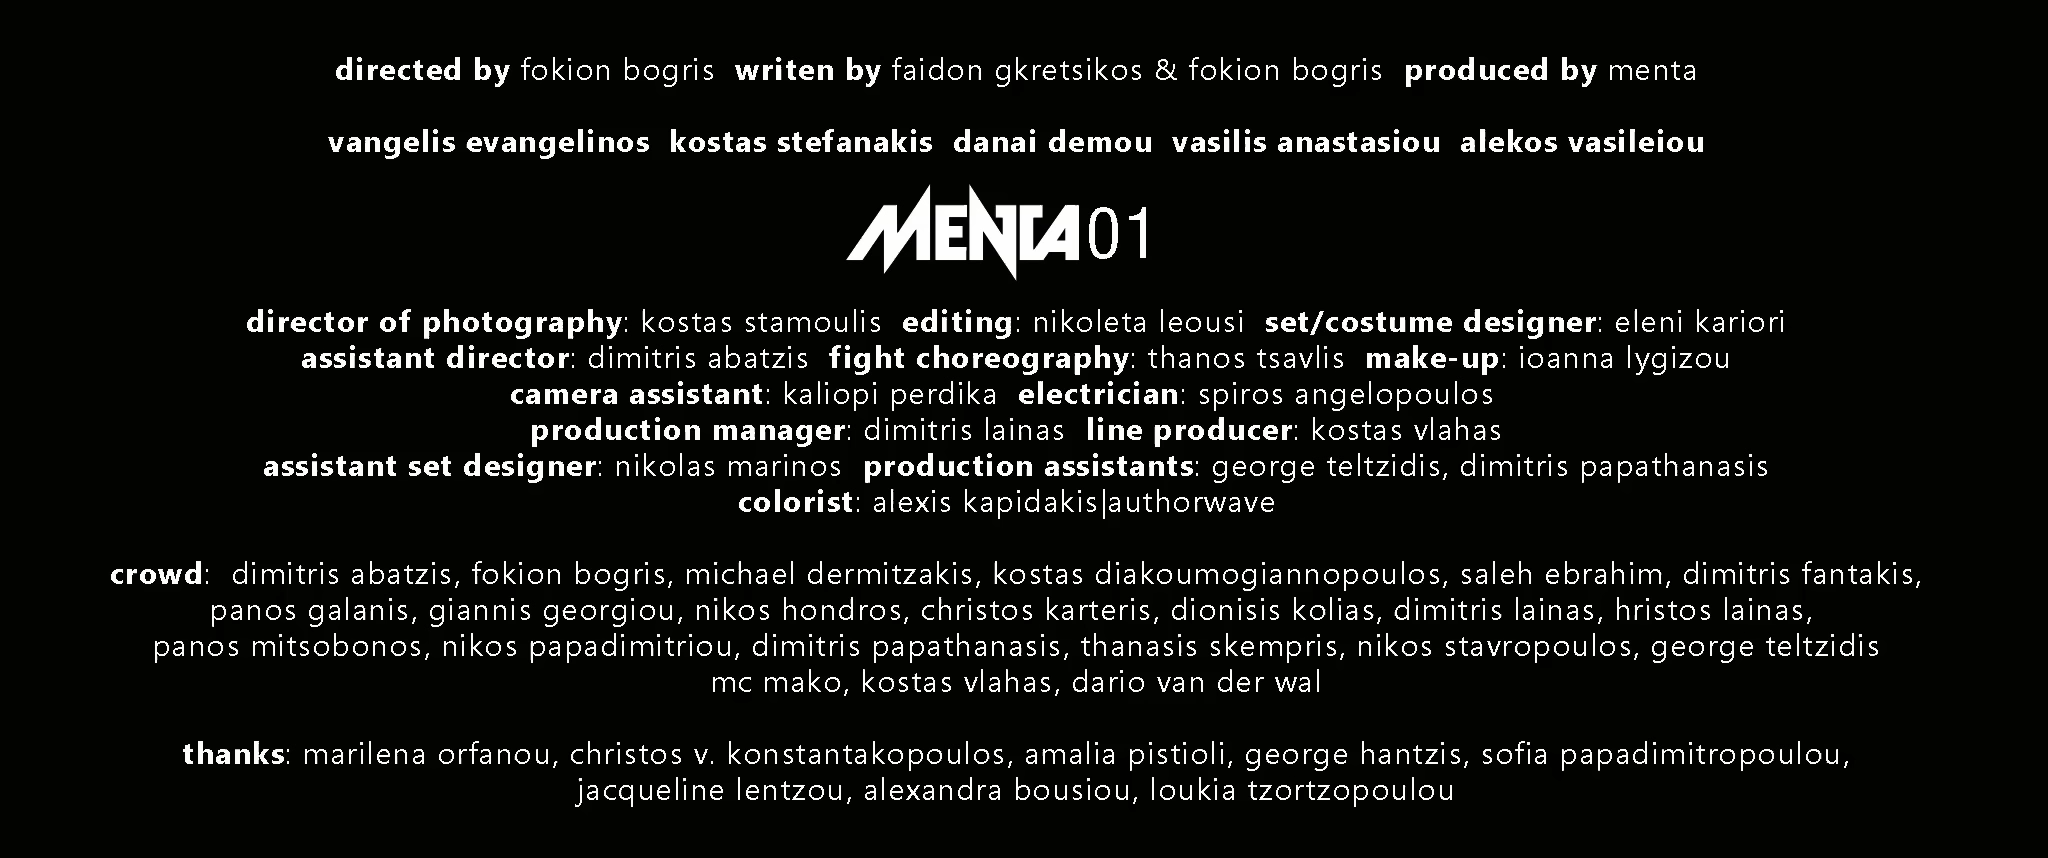 directed by fokion bogris writen by faidon gkretsikos & fokion bogris produced by menta
vangelis evangelinos kostas stefanakis danai demou vasilis anastasiou alekos vasileiou
MENTA01
director of photography: kostas stamoulis editing: nikoleta leousi set/costume designer: eleni kariori
assistant director: dimitris abatzis fight choreography: thanos tsavlis make-up: ioanna lygizou
camera assistant: kaliopi perdika electrician: spiros angelopoulos
production manager: dimitris lainas line producer: kostas vlahas
assistant set designer: nikolas marinos production assistants: george teltzidis, dimitris papathanasis
colorist: alexis kapidakis|authorwave
crowd: dimitris abatzis, fokion bogris, michael dermitzakis, kostas diakoumogiannopoulos, saleh ebrahim, dimitris fantakis,
panos galanis, giannis georgiou, nikos hondros, christos karteris, dionisis kolias, dimitris lainas, hristos lainas,
panos mitsobonos, nikos papadimitriou, dimitris papathanasis, thanasis skempris, nikos stavropoulos, george teltzidis
mc mako, kostas vlahas, dario van der wal
thanks: marilena orfanou, christos v. konstantakopoulos, amalia pistioli, george hantzis, sofia papadimitropoulou,
jacqueline lentzou, alexandra bousiou, loukia tzortzopoulou